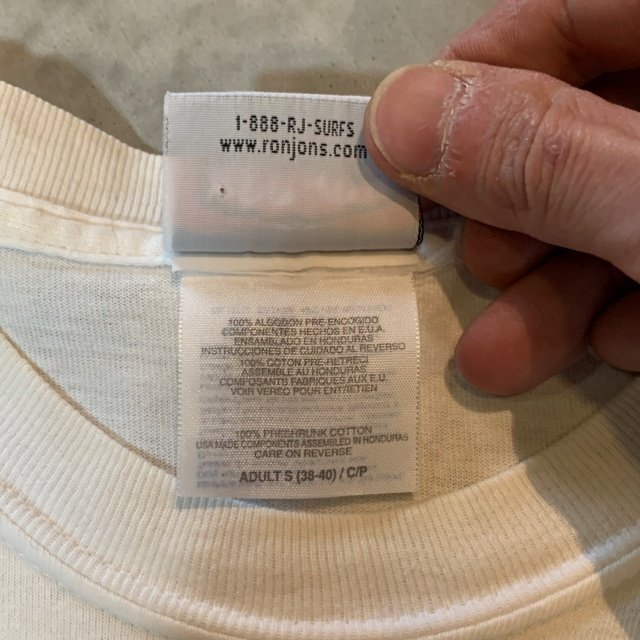 1-888-RJ-SURFS
www.ronjons.com
100% ALGODON PRE-ENCOGIDO
COMPONENTES HECHOS EN E.U.A.
ENSAMBLADO EN HONDURAS
INSTRUCCIONES DE CUIDADO AL REVERSO
100% COTTON PRE-RETRECI
ASSEMBLE AU HONDURAS
COMPOSANTS FABRIQUES AUX E.U.
VOIR VERSO POUR ENTRETIEN
100% PRESHRUNK COTTON
USA MADE COMPONENTS ASSEMBLED IN HONDURAS
CARE ON REVERSE
ADULT S (38-40) / C/P